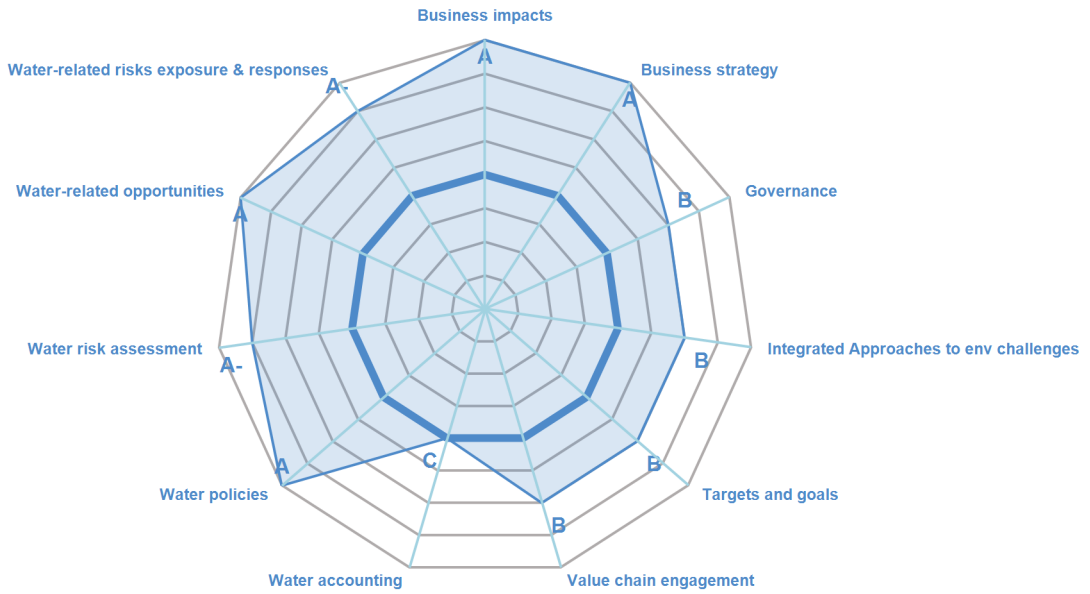 Business impacts
A
Water-related risks exposure & responses
A-
Business strategy
A
Water-related opportunities
A
Governance
B
Water risk assessment
A-
Integrated Approaches to env challenges
B
Water policies
A
C
Targets and goals
B
Water accounting
Value chain engagement
B